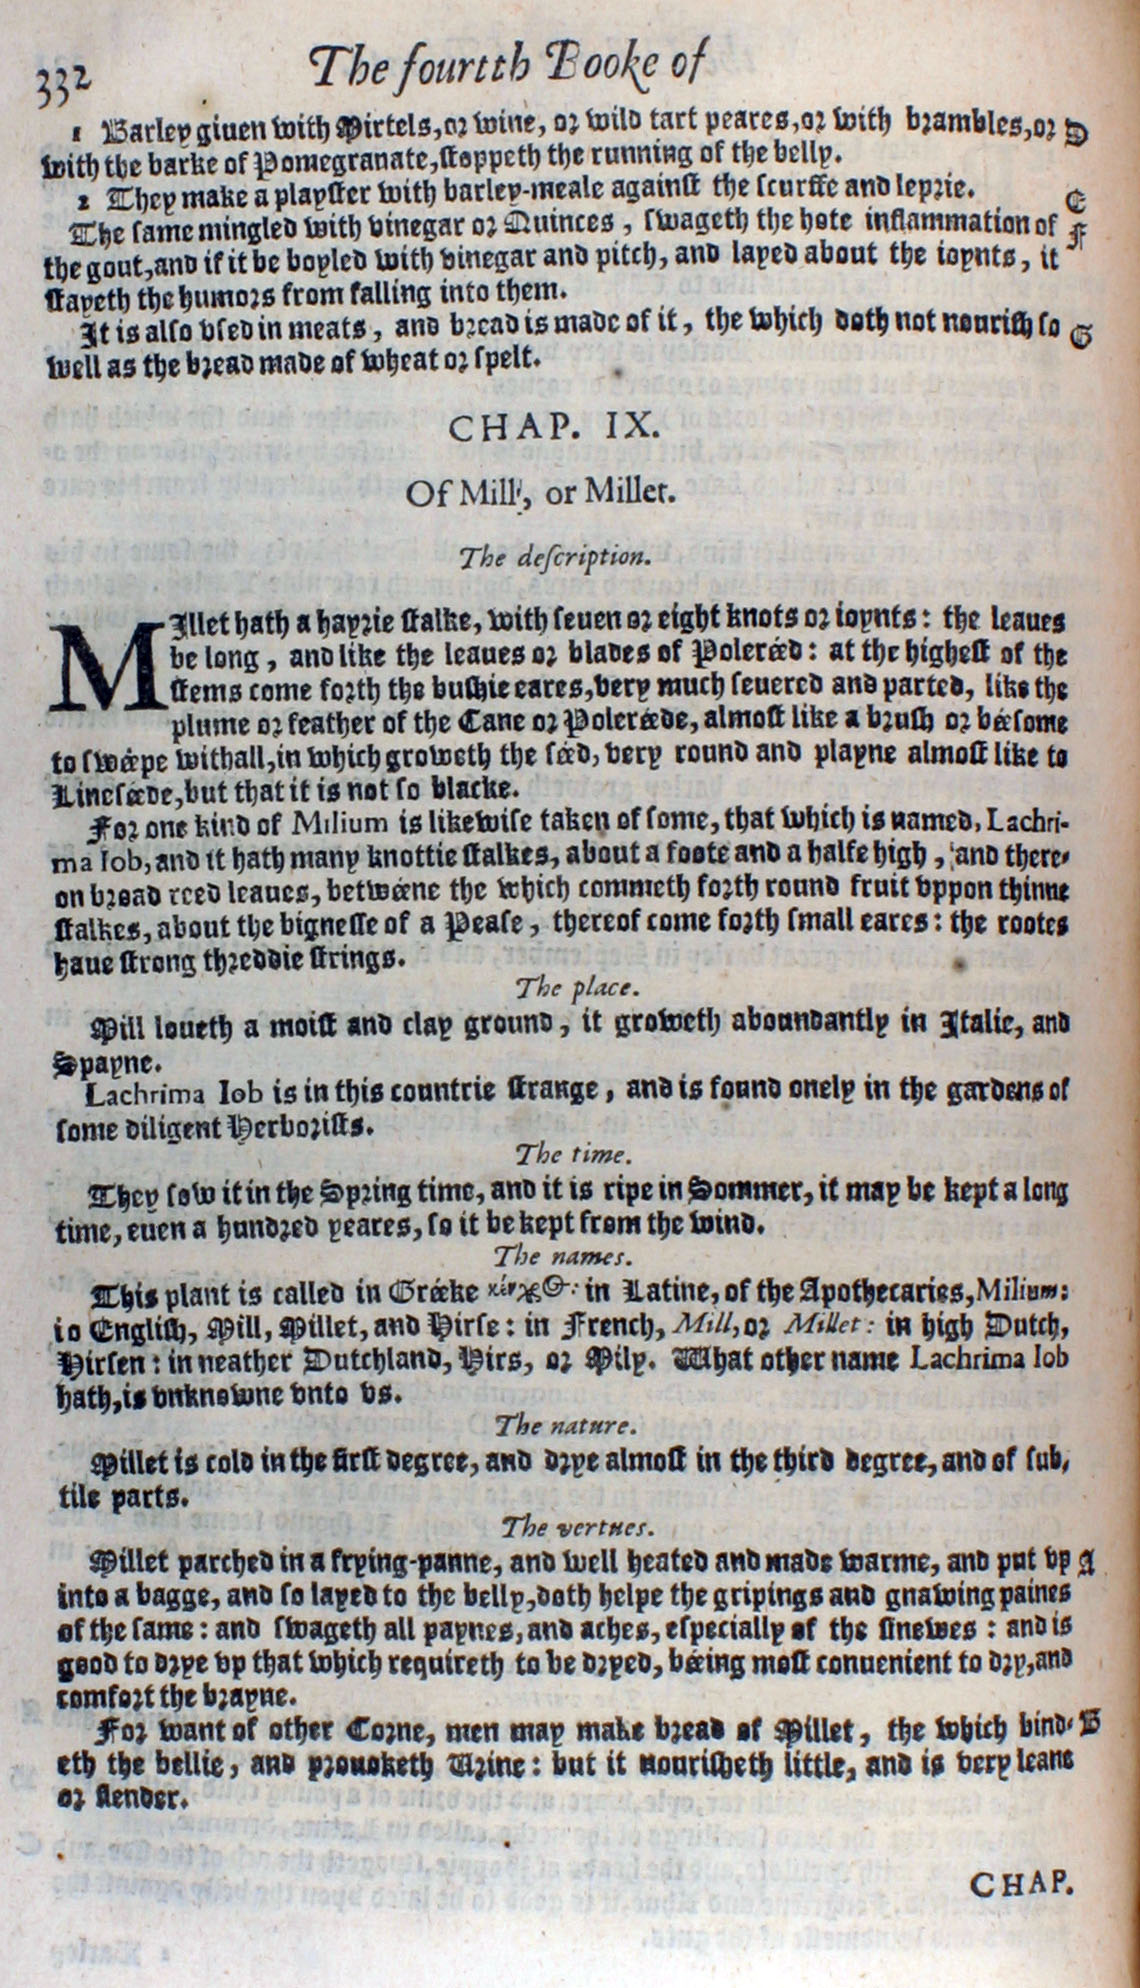 332
The fourtth Booke of
1 Barley giuen with Mirtels, or wine, or wild tart peares, or with brambles, or D
with the barke of Pomegranate, stoppeth the running of the belly.
2 They make a playster with barley-meale against the scurffe and leprie. E
The same mingled with vinegar or Quinces, swageth the hote inflammation of F
the gout, and if it be boyled with vinegar and pitch, and layed about the ioynts, it
stayeth the humors from falling into them.
It is also vsed in meats, and bread is made of it, the which doth not nourish so G
well as the bread made of wheat or spelt.
CHAP. IX.
Of Mill, or Millet.
The description.
MIllet hath a hayrie stalke, with seuen or eight knots or ioynts: the leaues
be long, and like the leaues or blades of Polereed: at the highest of the
stems come forth the bushie eares, very much seuered and parted, like the
plume or feather of the Cane or Polereede, almost like a brush or beesome
to sweepe withall, in which groweth the seed, very round and playne almost like to
Lineseede, but that it is not so blacke.
For one kind of Milium is likewise taken of some, that which is named, Lachri-
ma Iob, and it hath many knottie stalkes, about a foote and a halfe high, and there-
on broad reed leaues, betweene the which commeth forth round fruit vppon thinne
stalkes, about the bignesse of a Pease, thereof come forth small eares: the rootes
haue strong threddie strings.
The place.
Mill loueth a moist and clay ground, it groweth aboundantly in Italie, and
Spayne.
Lachrima Iob is in this countrie strange, and is found onely in the gardens of
some diligent Herborists.
The time.
They sow it in the Spring time, and it is ripe in Sommer, it may be kept a long
time, euen a hundred yeares, so it be kept from the wind.
The names.
This plant is called in Greeke κέγχρος: in Latine, of the Apothecaries, Milium:
io English, Mill, Millet, and Hirse: in French, Mill, or Millet: in high Dutch,
Hirsen: in neather Dutchland, Hirs, or Mily. What other name Lachrima Iob
hath, is vnknowne vnto vs.
The nature.
Millet is cold in the first degree, and drye almost in the third degree, and of sub-
tile parts.
The vertues.
Millet parched in a frying-panne, and well heated and made warme, and put vp A
into a bagge, and so layed to the belly, doth helpe the gripings and gnawing paines
of the same: and swageth all paynes, and aches, especially of the sinewes: and is
good to drye vp that which requireth to be dryed, beeing most conuenient to dry, and
comfort the brayne.
For want of other Corne, men may make bread of Millet, the which bind- B
eth the bellie, and prouoketh Urine: but it nourisheth little, and is very leane
or slender.
CHAP.